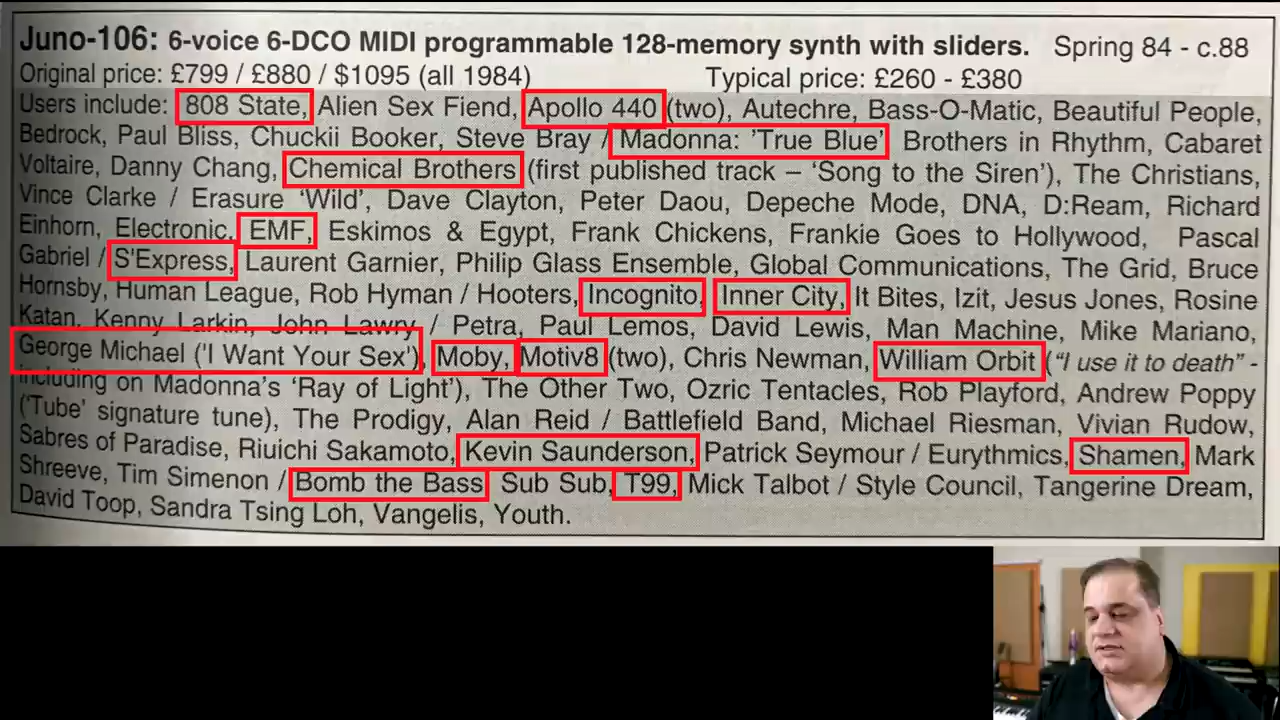 Juno-106: 6-voice 6-DCO MIDI programmable 128-memory synth with sliders. Spring 84 - c.88
Original price: £799 / £880 / $1095 (all 1984) Typical price: £260 - £380
Users include: 808 State, Alien Sex Fiend, Apollo 440 (two), Autechre, Bass-O-Matic, Beautiful People,
Bedrock, Paul Bliss, Chuckii Booker, Steve Bray / Madonna: 'True Blue' Brothers in Rhythm, Cabaret
Voltaire, Danny Chang, Chemical Brothers (first published track – 'Song to the Siren'), The Christians,
Vince Clarke / Erasure 'Wild', Dave Clayton, Peter Daou, Depeche Mode, DNA, D:Ream, Richard
Einhorn, Electronic, EMF, Eskimos & Egypt, Frank Chickens, Frankie Goes to Hollywood, Pascal
Gabriel / S'Express, Laurent Garnier, Philip Glass Ensemble, Global Communications, The Grid, Bruce
Hornsby, Human League, Rob Hyman / Hooters, Incognito, Inner City, It Bites, Izit, Jesus Jones, Rosine
Katan, Kenny Larkin, John Lawry / Petra, Paul Lemos, David Lewis, Man Machine, Mike Mariano,
George Michael ('I Want Your Sex'), Moby, Motiv8 (two), Chris Newman, William Orbit ("I use it to death" -
including on Madonna's 'Ray of Light'), The Other Two, Ozric Tentacles, Rob Playford, Andrew Poppy
('Tube' signature tune), The Prodigy, Alan Reid / Battlefield Band, Michael Riesman, Vivian Rudow,
Sabres of Paradise, Riuichi Sakamoto, Kevin Saunderson, Patrick Seymour / Eurythmics, Shamen, Mark
Shreeve, Tim Simenon / Bomb the Bass Sub Sub, T99, Mick Talbot / Style Council, Tangerine Dream,
David Toop, Sandra Tsing Loh, Vangelis, Youth.